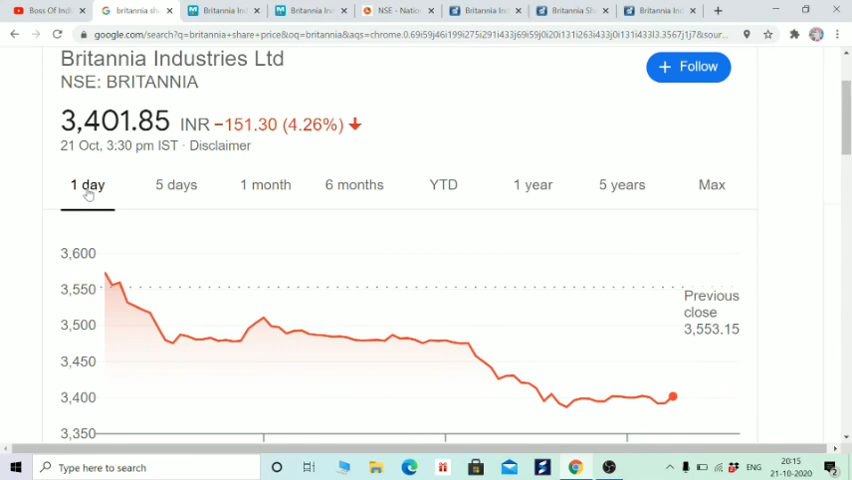 Boss Of Ind
britannia sh
Britannia Ind
Britannia Ind
NSE - Natio
Britannia Ind
Britannia Sh
Britannia Ind
google.com/search?q=britannia+share+price&oq=britannia&aqs=chrome.0.69i59j46i199i275i291i433j69i59j0i20i131i263i433j0i131i433l3.3567j1j7&sour...
Britannia Industries Ltd
NSE: BRITANNIA
+ Follow
3,401.85 INR −151.30 (4.26%)
21 Oct, 3:30 pm IST · Disclaimer
1 day 5 days 1 month 6 months YTD 1 year 5 years Max
3,600
3,550
3,500
3,450
3,400
3,350
Previous
close
3,553.15
Type here to search
ENG
20:15
21-10-2020
2